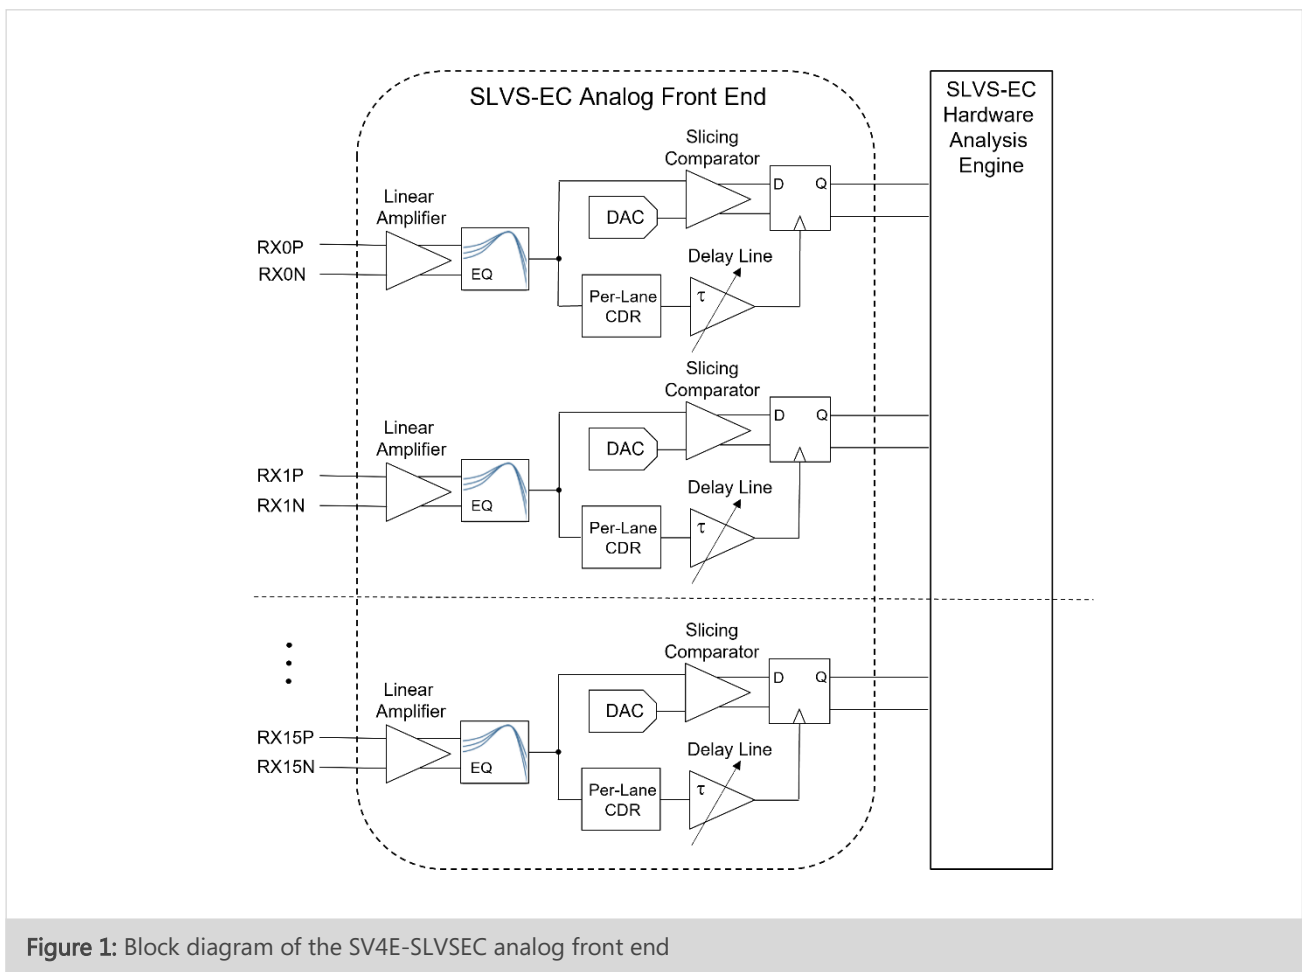 SLVS-EC Analog Front End
SLVS-EC
Hardware
Analysis
Engine
Slicing
Comparator
Linear
Amplifier
D
Q
DAC
RX0P
RX0N
EQ
Delay Line
Per-Lane
CDR
τ
Slicing
Comparator
Linear
Amplifier
D
Q
DAC
RX1P
RX1N
EQ
Delay Line
Per-Lane
CDR
τ
Slicing
Comparator
Linear
Amplifier
D
Q
DAC
RX15P
RX15N
EQ
Delay Line
Per-Lane
CDR
τ
Figure 1: Block diagram of the SV4E-SLVSEC analog front end